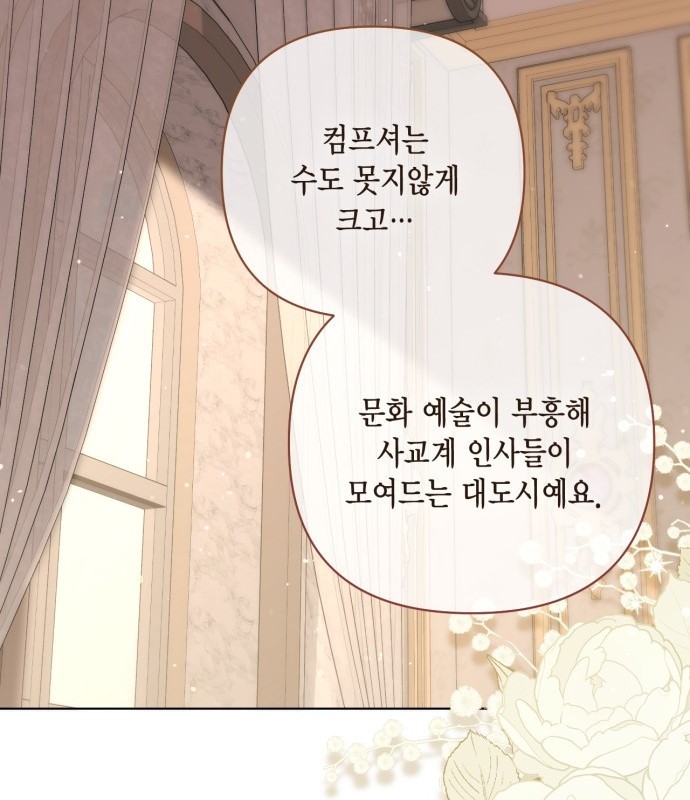 컴프셔는
수도 못지않게
크고…
문화 예술이 부흥해
사교계 인사들이
모여드는 대도시예요.